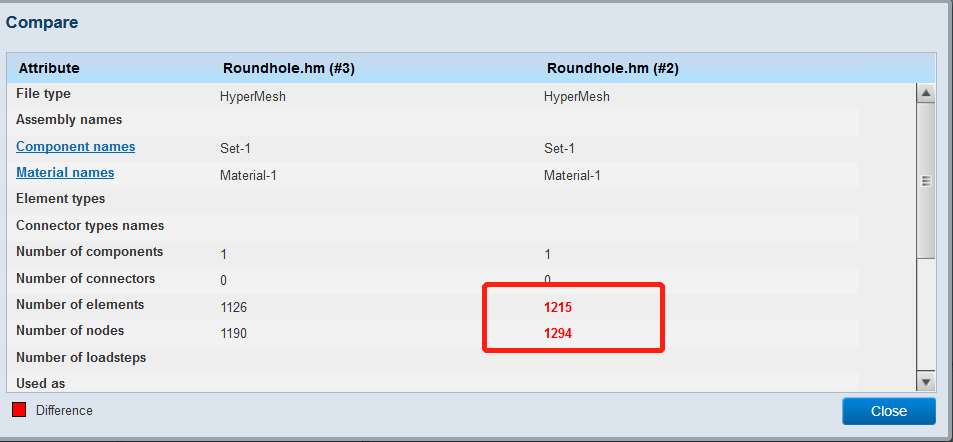 Compare
Attribute Roundhole.hm (#3) Roundhole.hm (#2)
File type HyperMesh HyperMesh
Assembly names
Component names Set-1 Set-1
Material names Material-1 Material-1
Element types
Connector types names
Number of components 1 1
Number of connectors 0 0
Number of elements 1126 1215
Number of nodes 1190 1294
Number of loadsteps
Used as
Difference Close